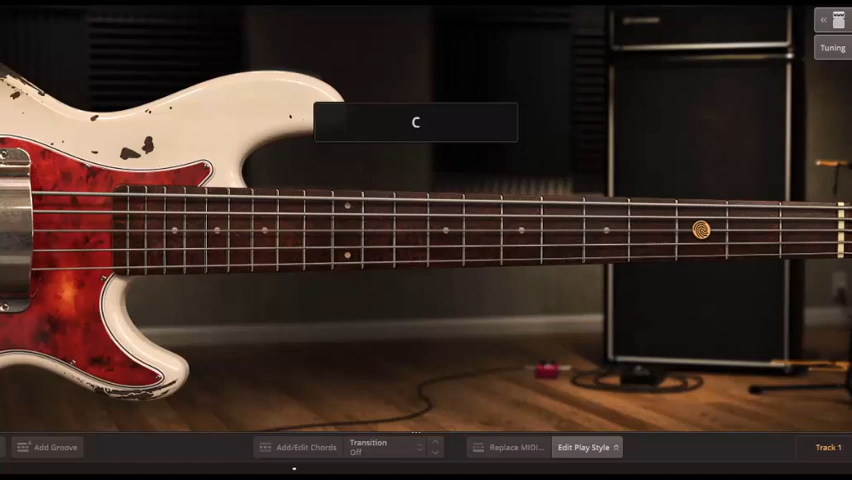 «
Tuning
C
Add Groove
Add/Edit Chords
Transition
Off
Replace MIDI...
Edit Play Style
Track 1